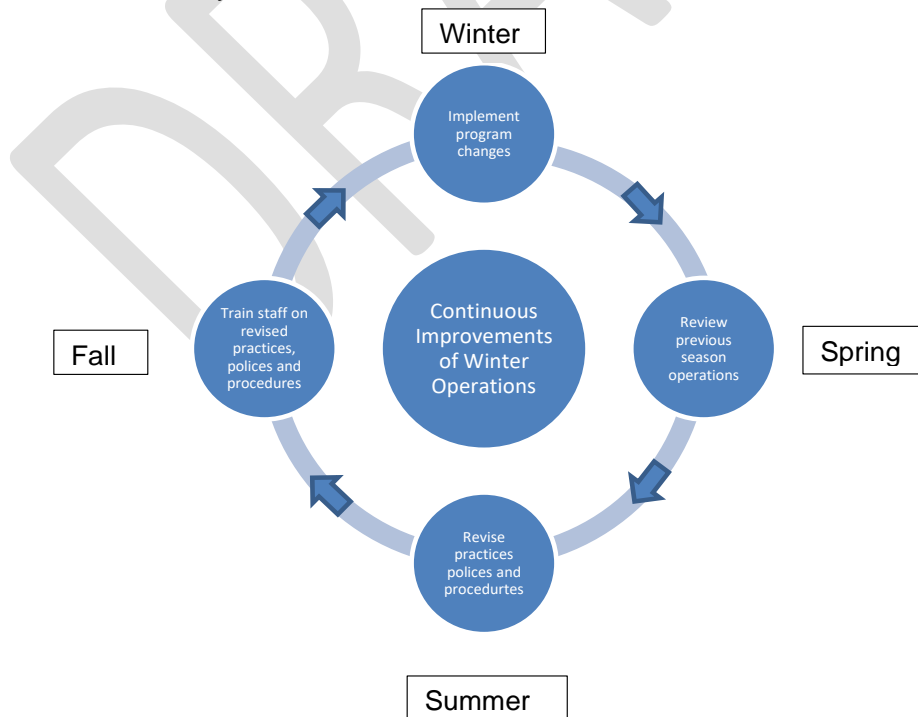 Winter
Implement
program
changes
Train staff on
revised
practices,
polices and
procedures
Continuous
Improvements
of Winter
Operations
Review
previous
season
operations
Fall
Spring
Revise
practices
polices and
procedurtes
Summer